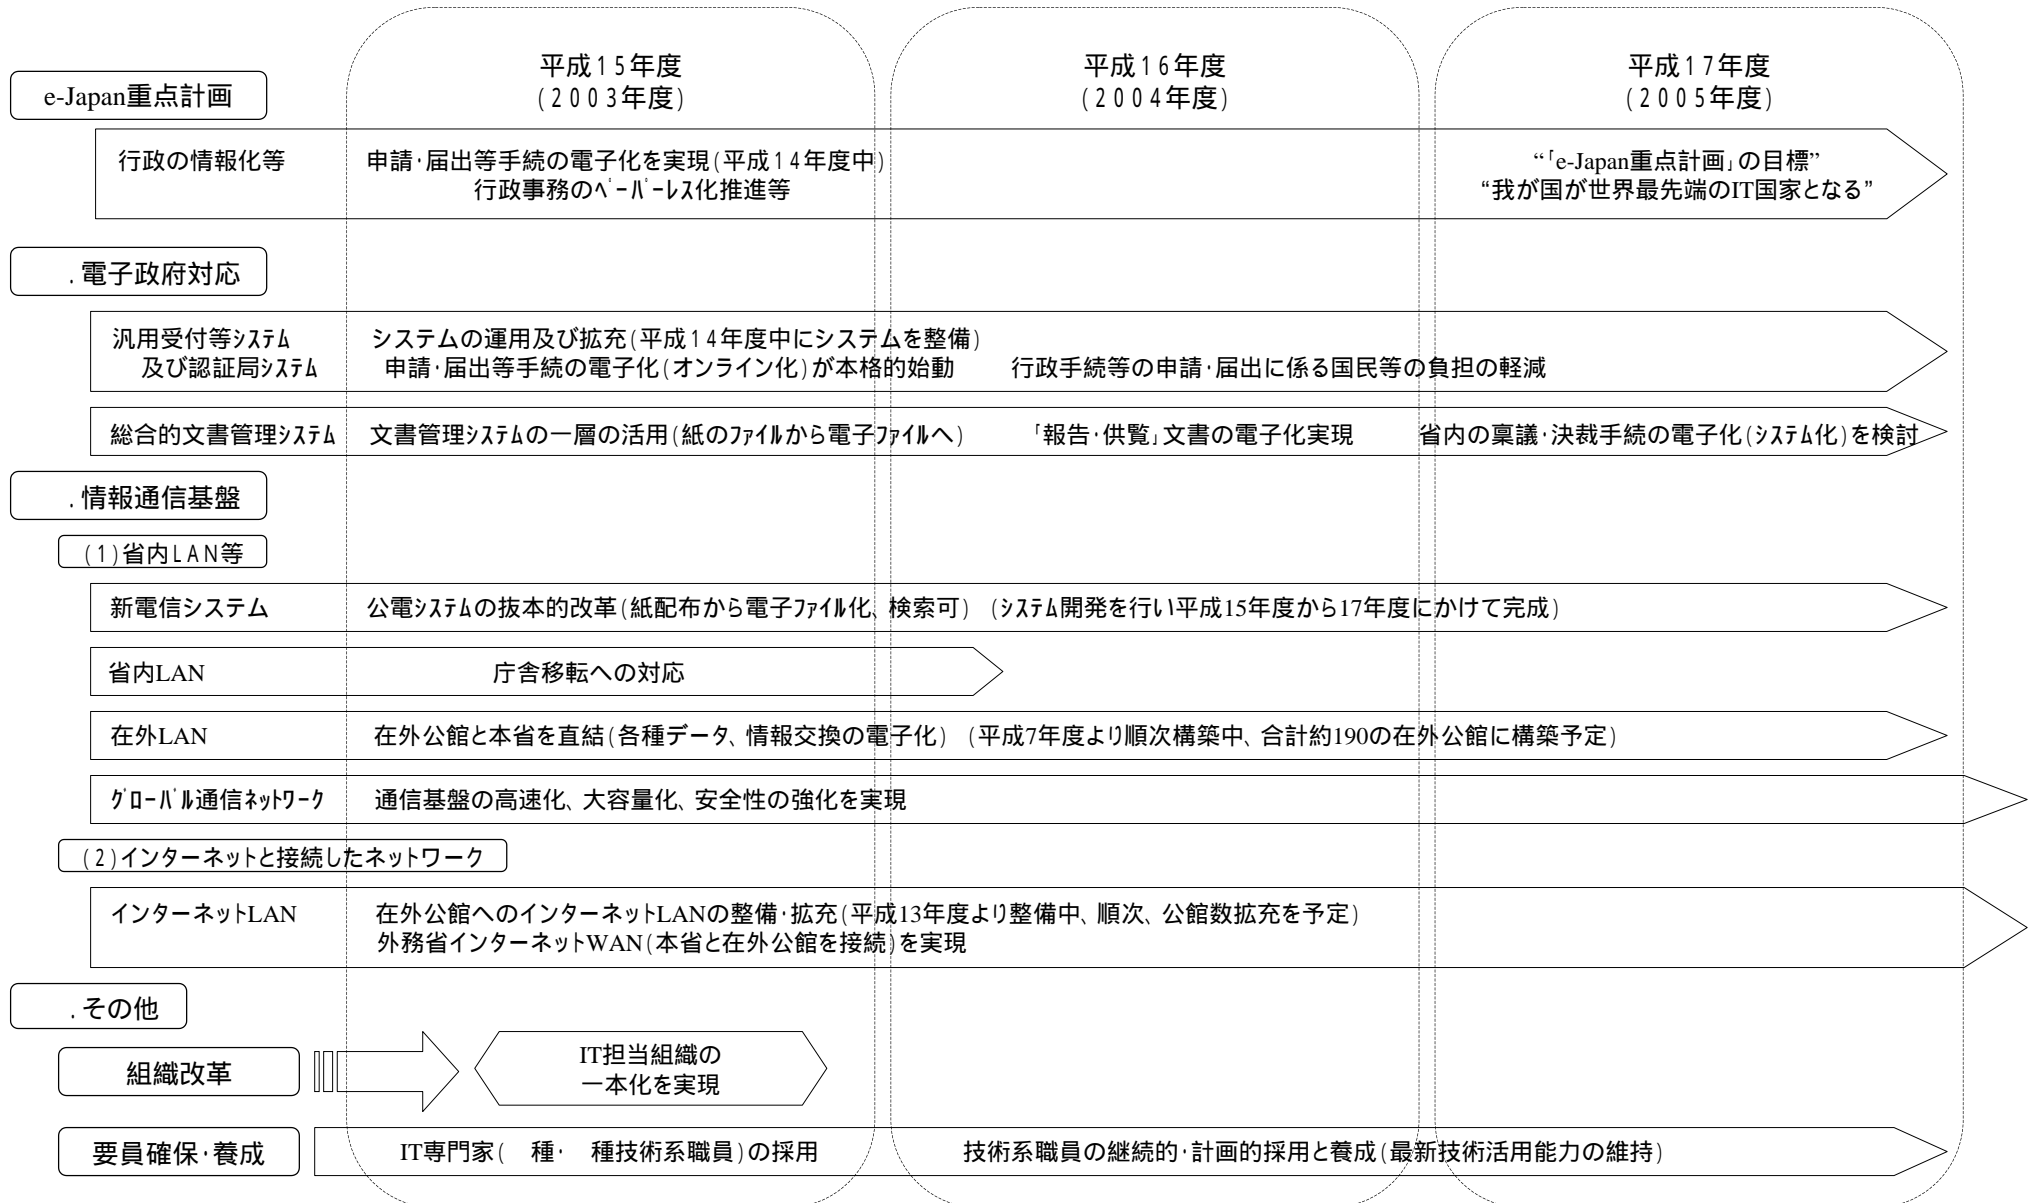 平成15年度
(2003年度)
平成16年度
(2004年度)
平成17年度
(2005年度)
e-Japan重点計画
行政の情報化等
申請・届出等手続の電子化を実現(平成14年度中)
行政事務のペーパーレス化推進等
“「e-Japan重点計画」の目標”
“我が国が世界最先端のIT国家となる”
．電子政府対応
汎用受付等システム
及び認証局システム
システムの運用及び拡充(平成14年度中にシステムを整備)
申請・届出等手続の電子化(オンライン化)が本格的始動
行政手続等の申請・届出に係る国民等の負担の軽減
総合的文書管理システム
文書管理システムの一層の活用(紙のファイルから電子ファイルへ)
「報告・供覧」文書の電子化実現
省内の稟議・決裁手続の電子化(システム化)を検討
．情報通信基盤
(1)省内LAN等
新電信システム
公電システムの抜本的改革(紙配布から電子ファイル化、検索可)
(システム開発を行い平成15年度から17年度にかけて完成)
省内LAN
庁舎移転への対応
在外LAN
在外公館と本省を直結(各種データ、情報交換の電子化)
(平成7年度より順次構築中、合計約190の在外公館に構築予定)
グローバル通信ネットワーク
通信基盤の高速化、大容量化、安全性の強化を実現
(2)インターネットと接続したネットワーク
インターネットLAN
在外公館へのインターネットLANの整備・拡充(平成13年度より整備中、順次、公館数拡充を予定)
外務省インターネットWAN(本省と在外公館を接続)を実現
．その他
組織改革
IT担当組織の
一本化を実現
要員確保・養成
IT専門家(　種・　種技術系職員)の採用
技術系職員の継続的・計画的採用と養成(最新技術活用能力の維持)